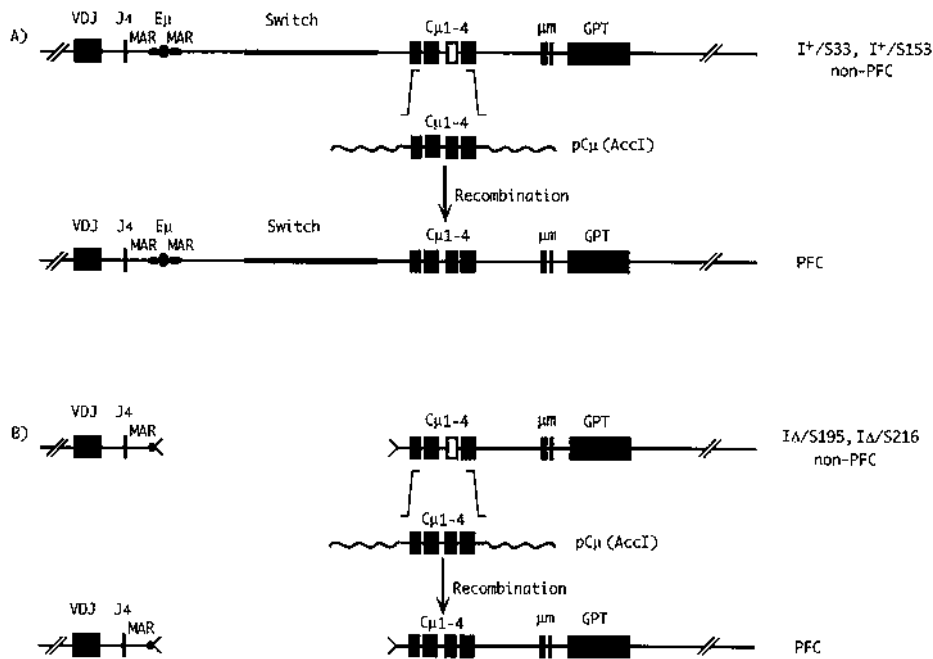 A)
VDJ J4 Eμ Switch Cμ1-4 μm GPT
MAR MAR
I+/S33, I+/S153
non-PFC
Cμ1-4
pCμ (AccI)
Recombination
VDJ J4 Eμ Switch Cμ1-4 μm GPT
MAR MAR
PFC
B)
VDJ J4 Cμ1-4 μm GPT
MAR
IΔ/S195, IΔ/S216
non-PFC
Cμ1-4
pCμ (AccI)
Recombination
VDJ J4 Cμ1-4 μm GPT
MAR
PFC